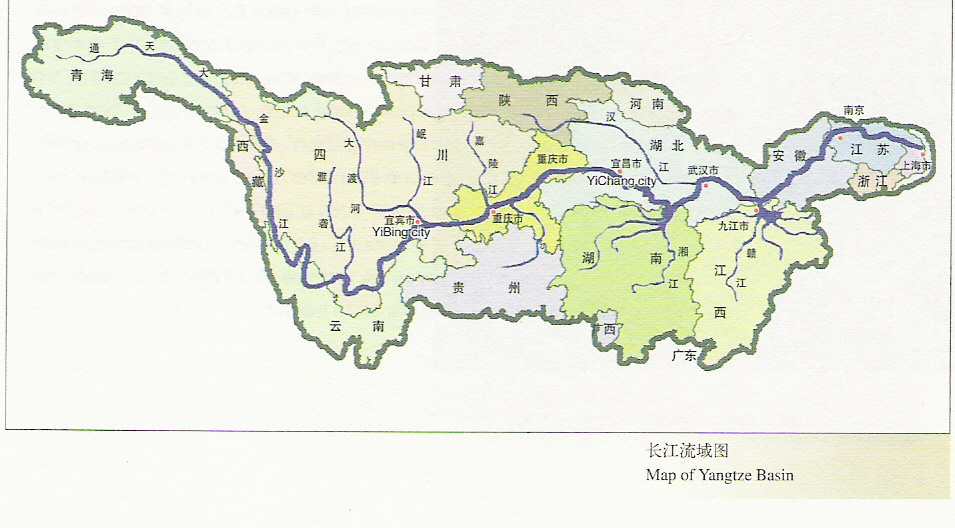 通天
青海
大
甘肃
陕西
河南
南京
金
西
藏
沙
江
四川
雅
砻
江
大
渡
河
岷
江
嘉
陵
江
重庆市
汉
江
湖北
宜昌市
YiChang,city
武汉市
安徽
江苏
上海市
浙江
宜宾市
YiBing,city
重庆市
九江市
贵州
湖南
湘
江
赣
江
江
西
云南
西
广东
长江流域图
Map of Yangtze Basin